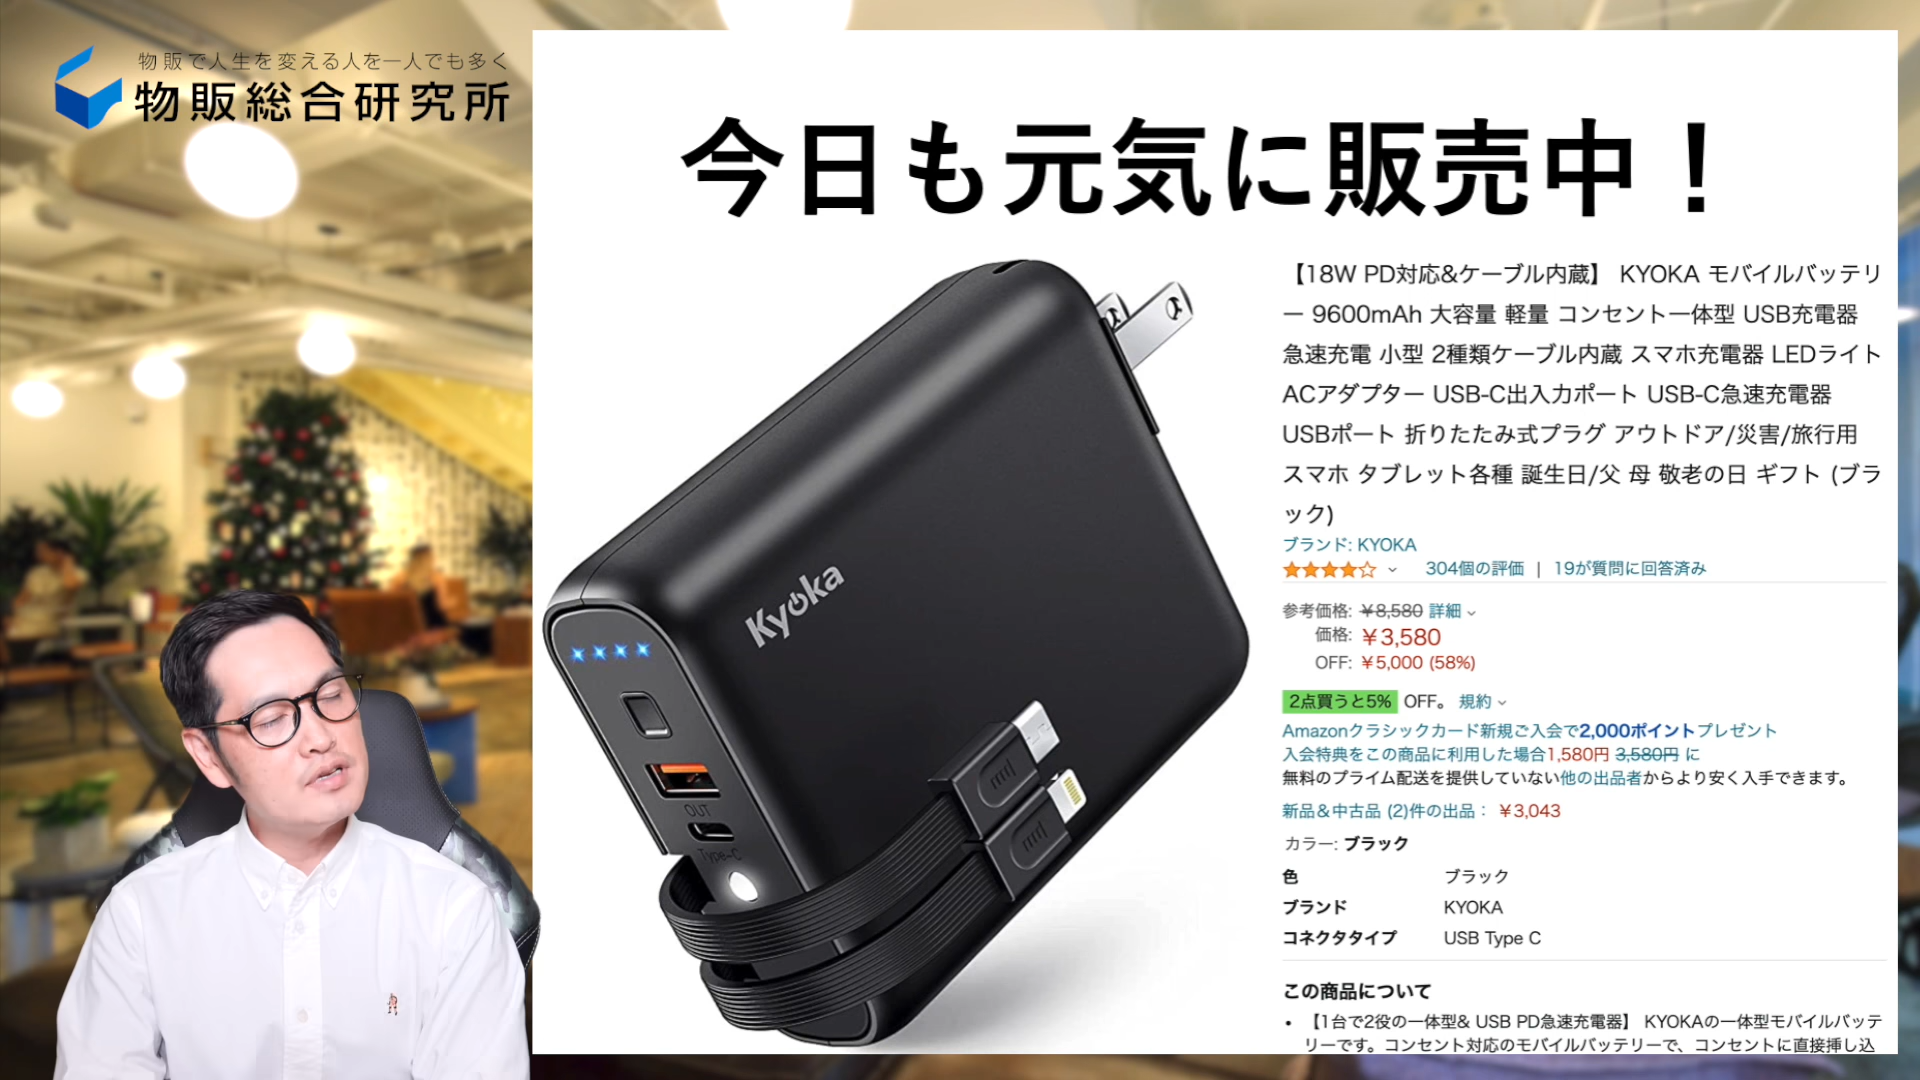 物販で人生を変える人を一人でも多く
物販総合研究所
今日も元気に販売中！
【18W PD対応&ケーブル内蔵】 KYOKA モバイルバッテリ
ー 9600mAh 大容量 軽量 コンセント一体型 USB充電器
急速充電 小型 2種類ケーブル内蔵 スマホ充電器 LEDライト
ACアダプター USB-C出入力ポート USB-C急速充電器
USBポート 折りたたみ式プラグ アウトドア/災害/旅行用
スマホ タブレット各種 誕生日/父 母 敬老の日 ギフト (ブラ
ック)
ブランド: KYOKA
304個の評価 | 19が質問に回答済み
参考価格: ￥8,580 詳細
価格: ￥3,580
OFF: ￥5,000 (58%)
2点買うと5% OFF。 規約
Amazonクラシックカード新規ご入会で2,000ポイントプレゼント
入会特典をこの商品に利用した場合1,580円 3,580円 に
無料のプライム配送を提供していない他の出品者からより安く入手できます。
新品＆中古品 (2)件の出品： ￥3,043
カラー: ブラック
色 ブラック
ブランド KYOKA
コネクタタイプ USB Type C
この商品について
• 【1台で2役の一体型& USB PD急速充電器】 KYOKAの一体型モバイルバッテ
リーです。コンセント対応のモバイルバッテリーで、コンセントに直接挿し込
Kyoka
OUT
Type-C